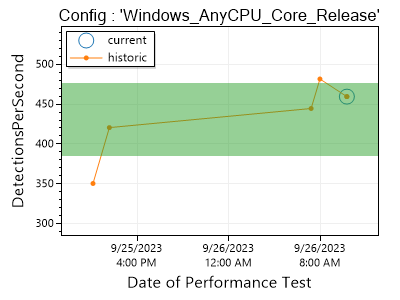 Config : 'Windows_AnyCPU_Core_Release'
current
historic
DetectionsPerSecond
500
450
400
350
300
9/25/2023
4:00 PM
9/26/2023
12:00 AM
9/26/2023
8:00 AM
Date of Performance Test